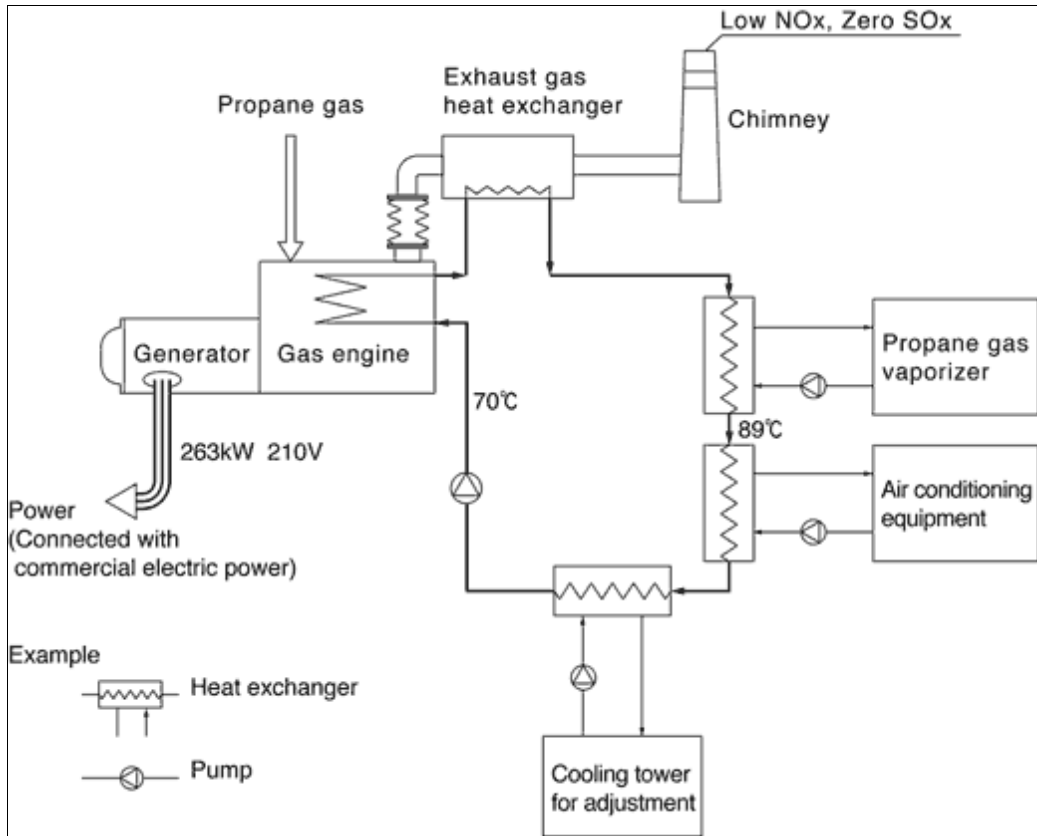 Low NOx, Zero SOx
Exhaust gas
heat exchanger
Propane gas
Chimney
Generator
Gas engine
Propane gas
vaporizer
70℃
89℃
263kW 210V
Air conditioning
equipment
Power
(Connected with
commercial electric power)
Example
Heat exchanger
Pump
Cooling tower
for adjustment